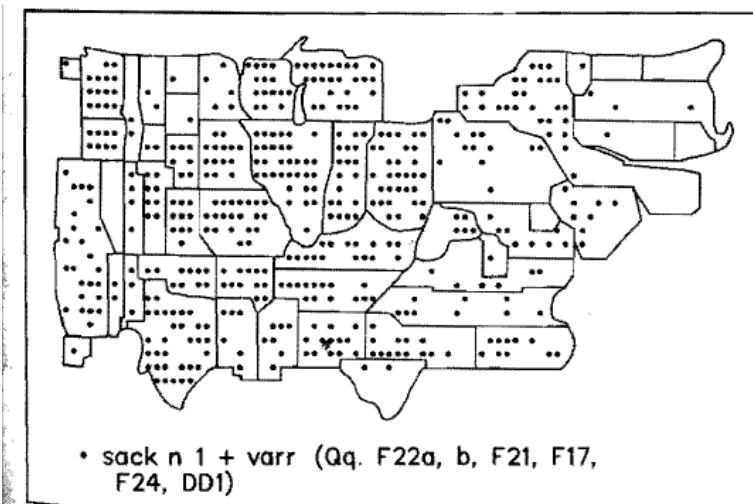 • sack n 1 + varr (Qq. F22a, b, F21, F17,
F24, DD1)